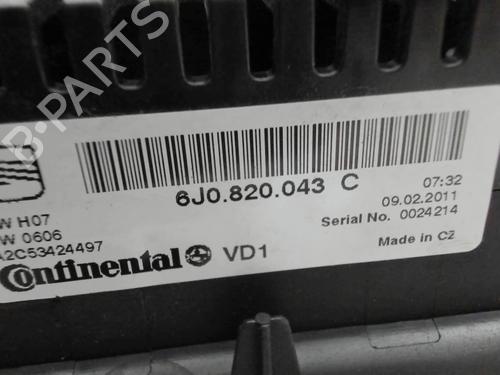 B-PARTS
6J0.820.043 C
07:32
09.02.2011
W H07
W 0606
A2C53424497
Serial No. 0024214
Continental VD1
Made in CZ